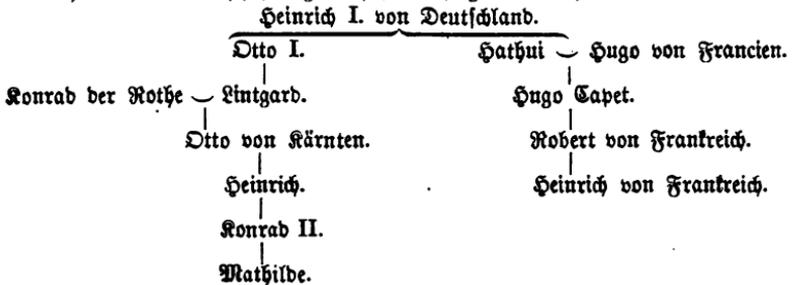 Heinrich I. von Deutschland.
Otto I. Hathui Hugo von Francien.
Konrad der Rothe Lintgard. Hugo Capet.
Otto von Kärnten. Robert von Frankreich.
Heinrich. Heinrich von Frankreich.
Konrad II.
Mathilde.